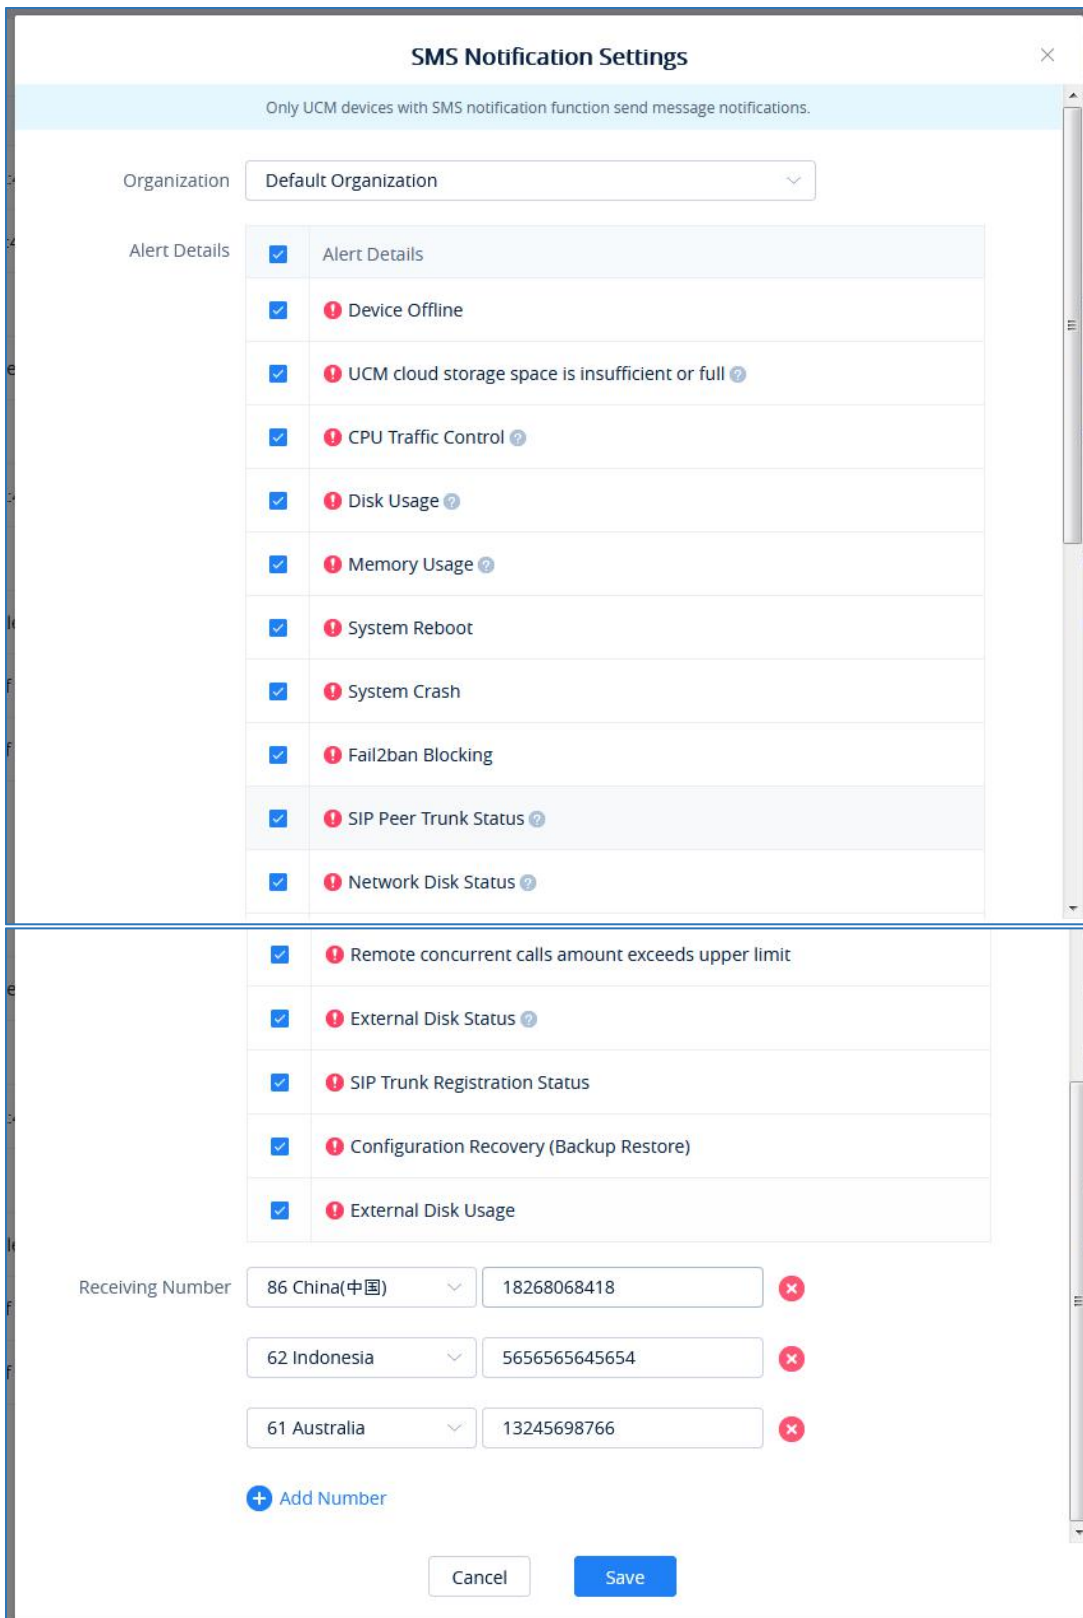 SMS Notification Settings
Only UCM devices with SMS notification function send message notifications.
Organization Default Organization
Alert Details Alert Details
Device Offline
UCM cloud storage space is insufficient or full
CPU Traffic Control
Disk Usage
Memory Usage
System Reboot
System Crash
Fail2ban Blocking
SIP Peer Trunk Status
Network Disk Status
Remote concurrent calls amount exceeds upper limit
External Disk Status
SIP Trunk Registration Status
Configuration Recovery (Backup Restore)
External Disk Usage
Receiving Number 86 China(中国) 18268068418
62 Indonesia 5656565645654
61 Australia 13245698766
Add Number
Cancel Save